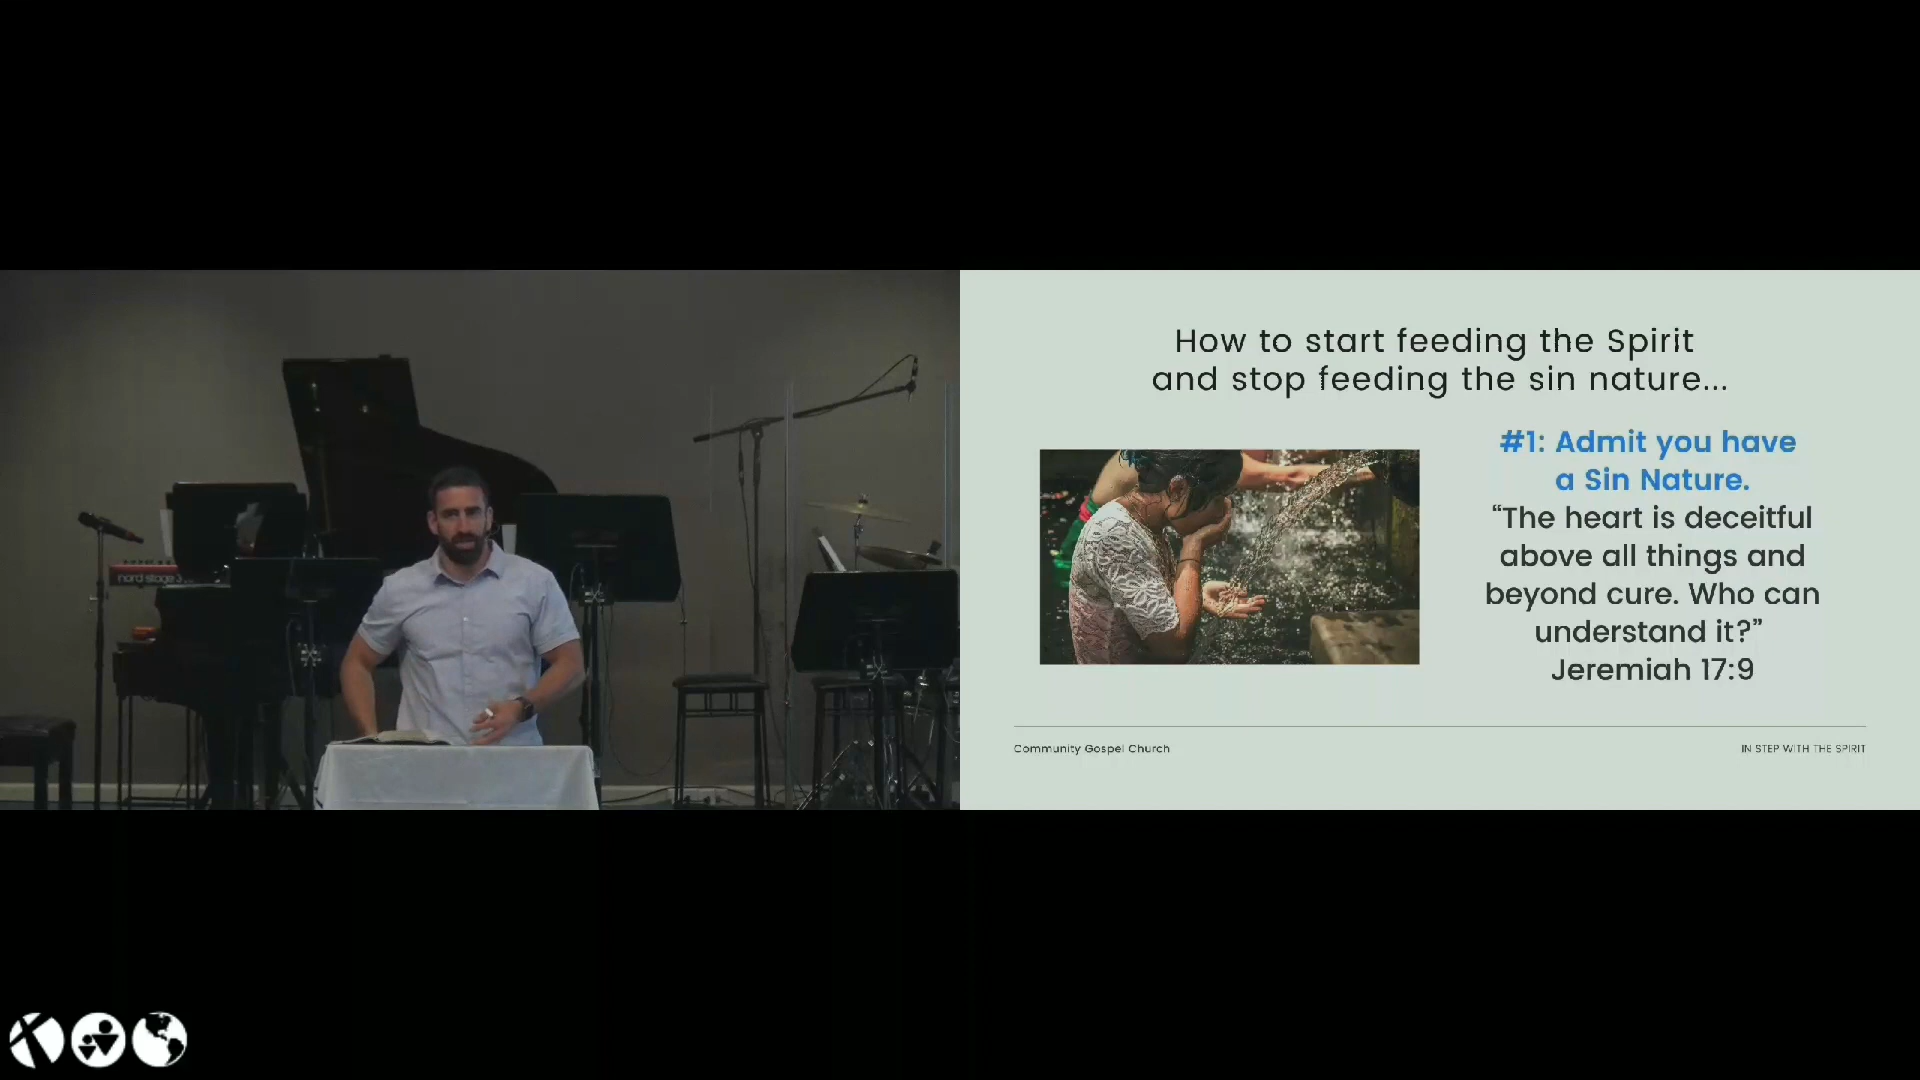 nord stage 3
How to start feeding the Spirit
and stop feeding the sin nature...
#1: Admit you have
a Sin Nature.
“The heart is deceitful
above all things and
beyond cure. Who can
understand it?”
Jeremiah 17:9
Community Gospel Church
IN STEP WITH THE SPIRIT